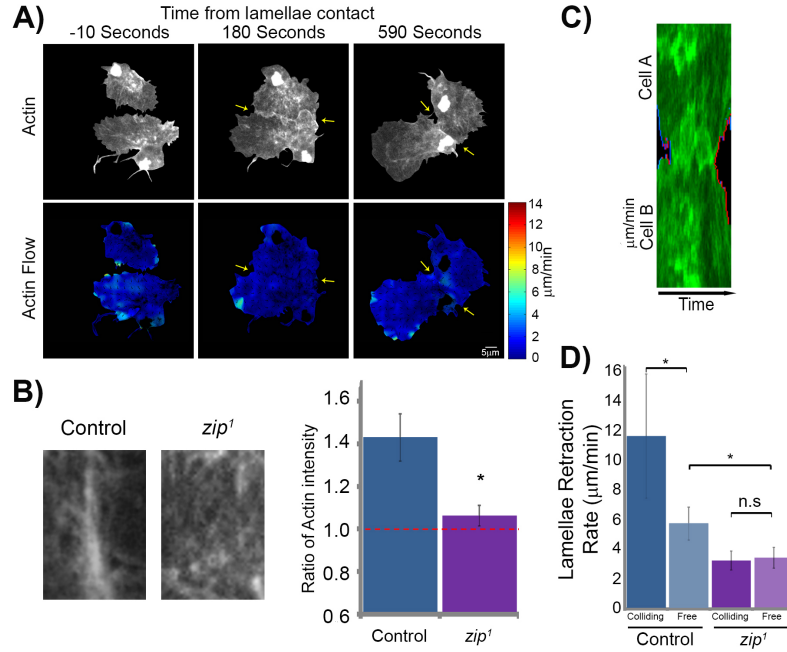 A)
Time from lamellae contact
-10 Seconds 180 Seconds 590 Seconds
Actin
Actin Flow
14
12
10
8
6
4
2
0
µm/min
5µm
B)
Control zip¹
Ratio of Actin intensity
1.6
1.4
1.2
1.0
0.8
0 6
*
Control zip¹
C)
Cell A
Cell B
µm/min
Time
D)
Lamellae Retraction
Rate (µm/min)
16
14
12
10
8
6
4
2
0
*
*
n.s
Colliding Free Colliding Free
Control zip¹